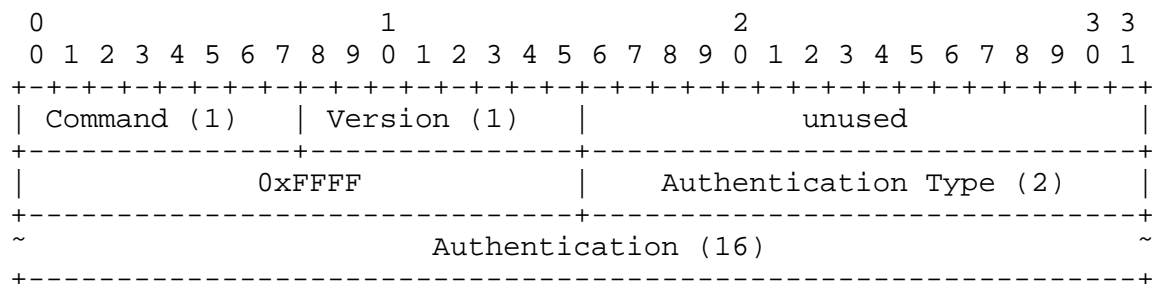 0                   1                   2                   3 3
 0 1 2 3 4 5 6 7 8 9 0 1 2 3 4 5 6 7 8 9 0 1 2 3 4 5 6 7 8 9 0 1
+-+-+-+-+-+-+-+-+-+-+-+-+-+-+-+-+-+-+-+-+-+-+-+-+-+-+-+-+-+-+-+-+
| Command (1)   | Version (1)   |            unused             |
+---------------+---------------+-------------------------------+
|             0xFFFF            |    Authentication Type (2)    |
+-------------------------------+-------------------------------+
~                       Authentication (16)                     ~
+---------------------------------------------------------------+